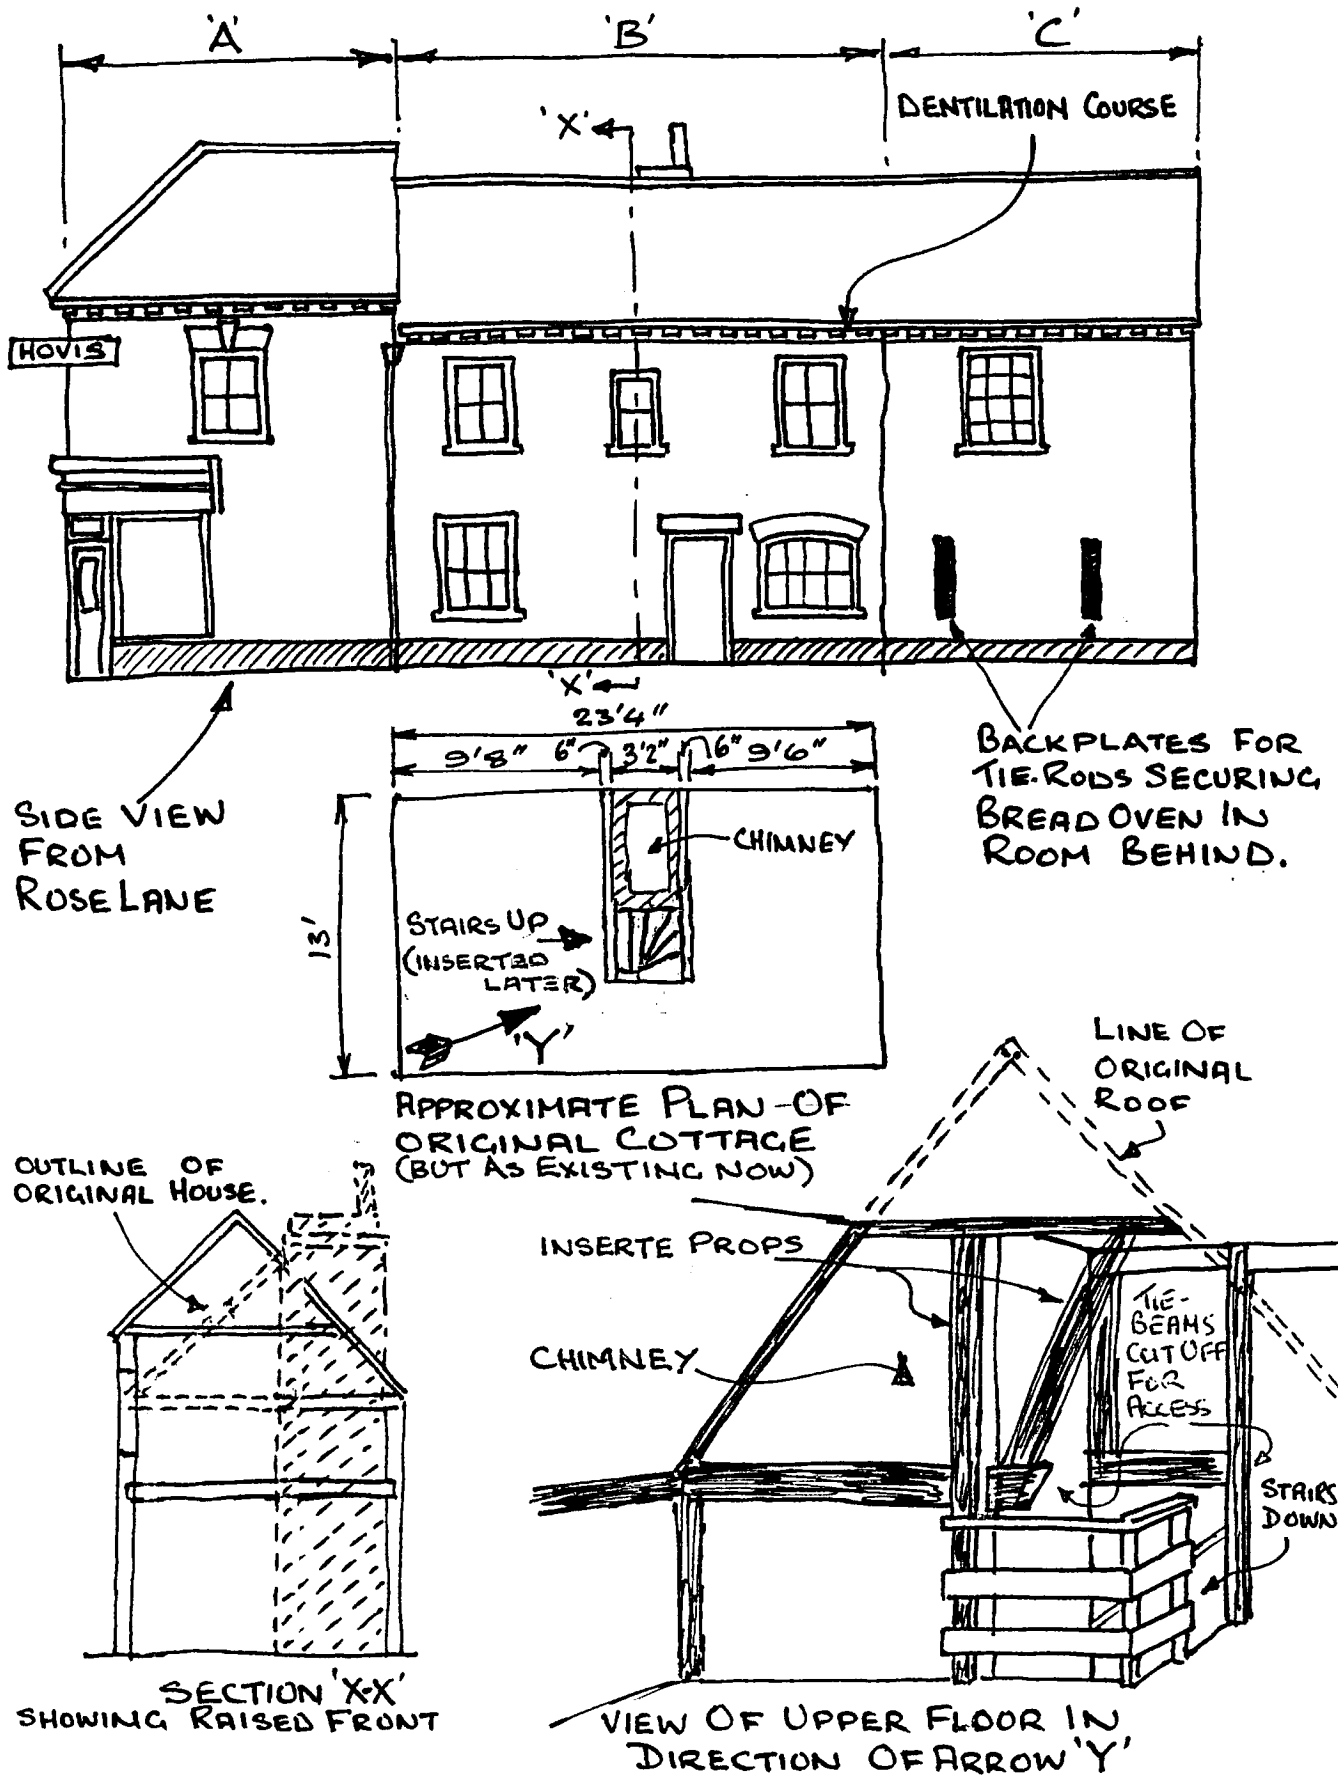 'A'
'B'
'C'
DENTILATION COURSE
'X'
HOVIS
'X'
SIDE VIEW
FROM
ROSE LANE
BACKPLATES FOR
TIE-RODS SECURING
BREAD OVEN IN
ROOM BEHIND.
23'4"
9'8" 6" 3'2" 6" 9'6"
13'
CHIMNEY
STAIRS UP
(INSERTED
LATER)
'Y'
APPROXIMATE PLAN OF
ORIGINAL COTTAGE
(BUT AS EXISTING NOW)
OUTLINE OF
ORIGINAL HOUSE.
SECTION 'X-X'
SHOWING RAISED FRONT
LINE OF
ORIGINAL
ROOF
INSERTE PROPS
CHIMNEY
TIE-
BEAMS
CUT OFF
FOR
ACCESS
STAIRS
DOWN
VIEW OF UPPER FLOOR IN
DIRECTION OF ARROW 'Y'